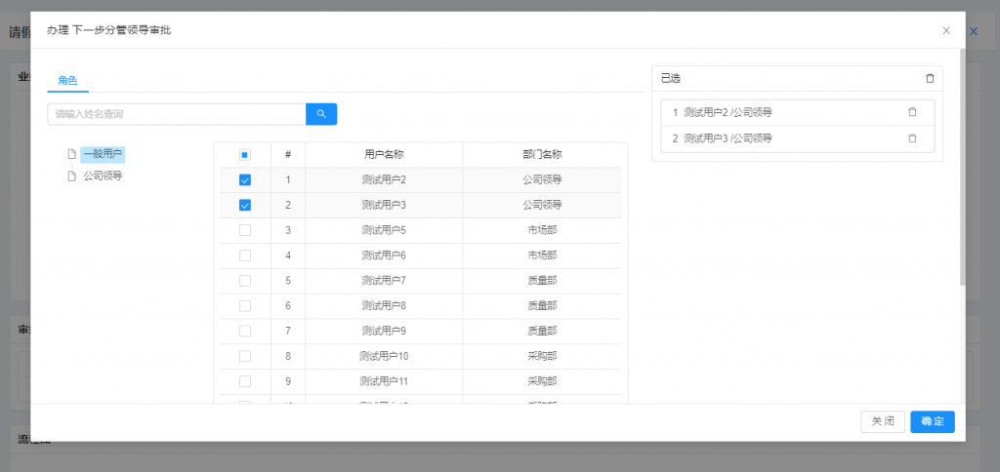 办理 下一步分管领导审批
角色
请输入姓名查询
一般用户
公司领导
# 用户名称 部门名称
1 测试用户2 公司领导
2 测试用户3 公司领导
3 测试用户5 市场部
4 测试用户6 市场部
5 测试用户7 质量部
6 测试用户8 质量部
7 测试用户9 质量部
8 测试用户10 采购部
9 测试用户11 采购部
已选
1 测试用户2 /公司领导
2 测试用户3 /公司领导
关 闭
确 定
请假